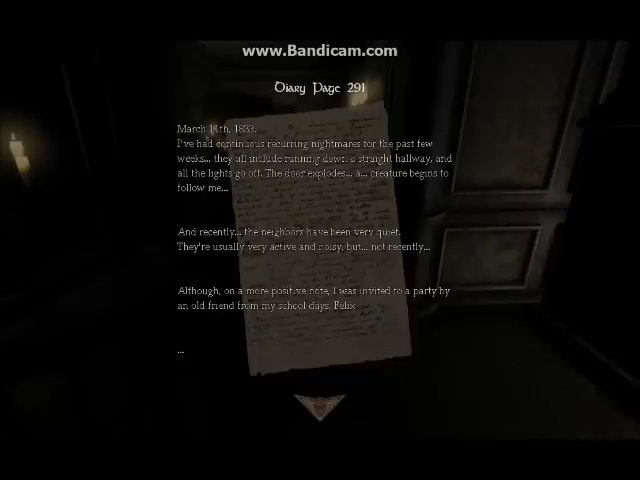 www.Bandicam.com
Diary Page 291
March 11th, 1833.
I've had continuous recurring nightmares for the past few
weeks... they all include running down a straight hallway, and
all the lights go off. The door explodes... a... creature begins to
follow me...
And recently... the neighbors have been very quiet.
They're usually very active and noisy, but... not recently...
Although, on a more positive note, I was invited to a party by
an old friend from my school days, Felix
...